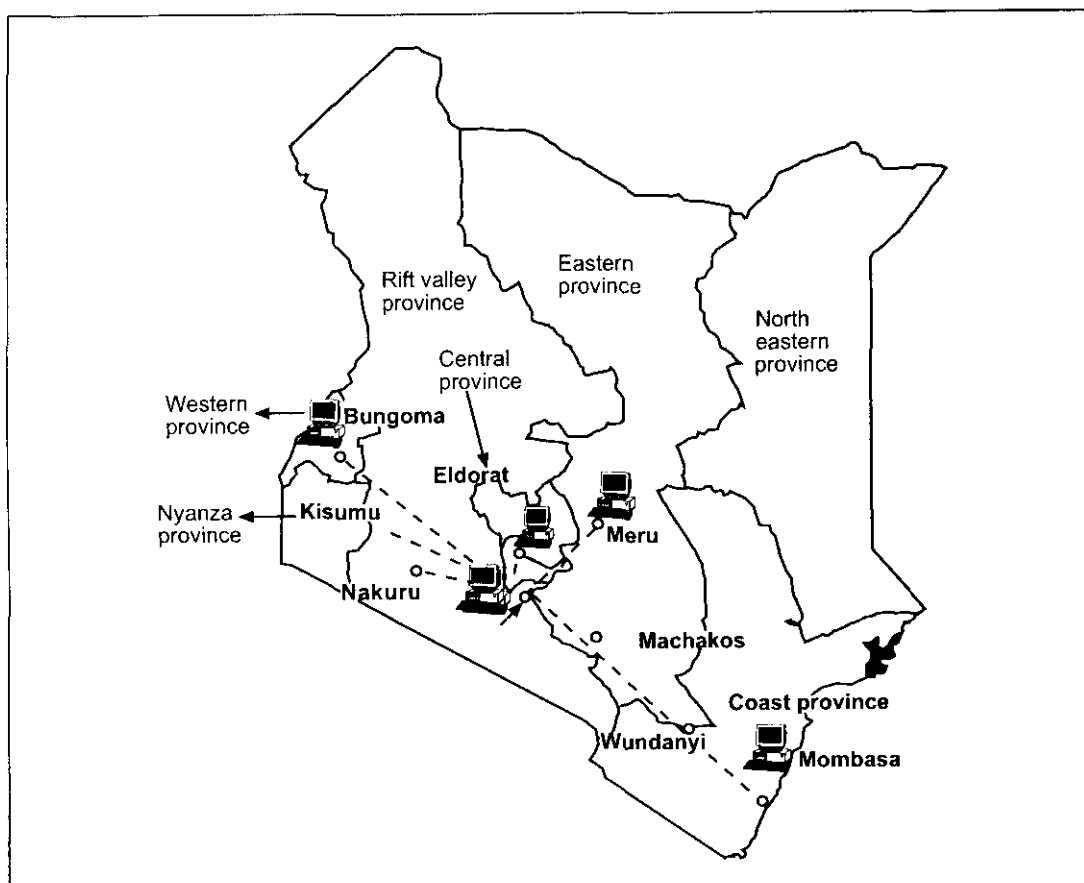 Rift valley
province
Eastern
province
North
eastern
province
Central
province
Western
province
Bungoma
Eldorat
Nyanza
province
Kisumu
Meru
Nakuru
Machakos
Coast province
Wundanyi
Mombasa